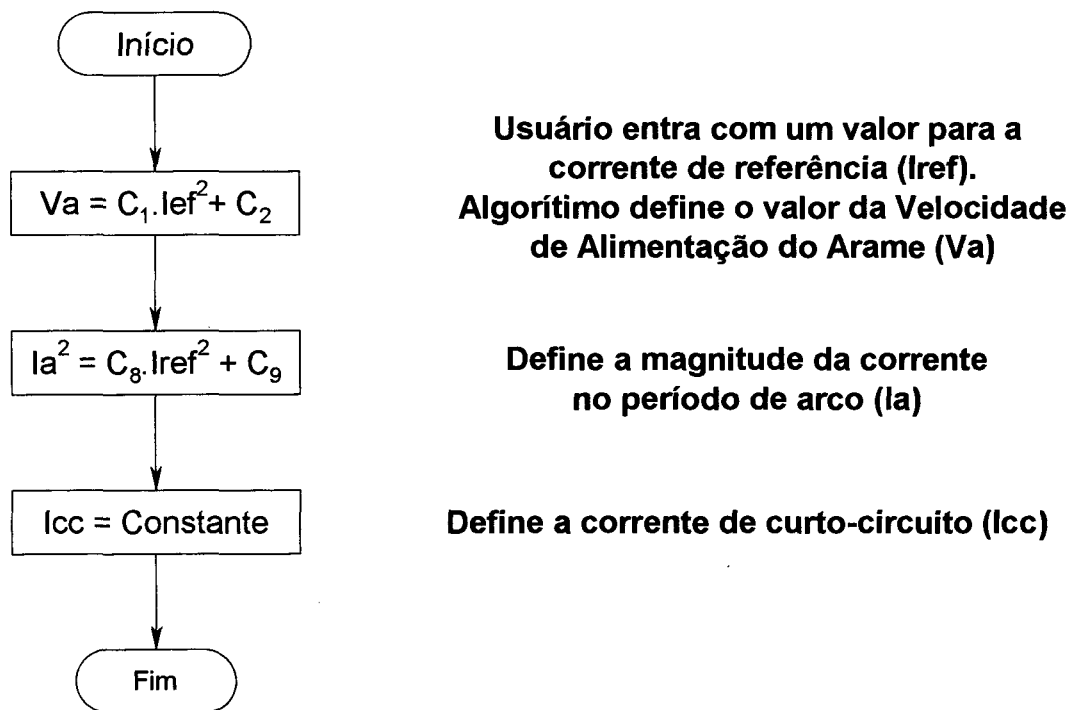 Início
Usuário entra com um valor para a
corrente de referência (Iref).
Va = C₁.Ief² + C₂
Algorítimo define o valor da Velocidade
de Alimentação do Arame (Va)
Ia² = C₈.Iref² + C₉
Define a magnitude da corrente
no período de arco (Ia)
Icc = Constante
Define a corrente de curto-circuito (Icc)
Fim